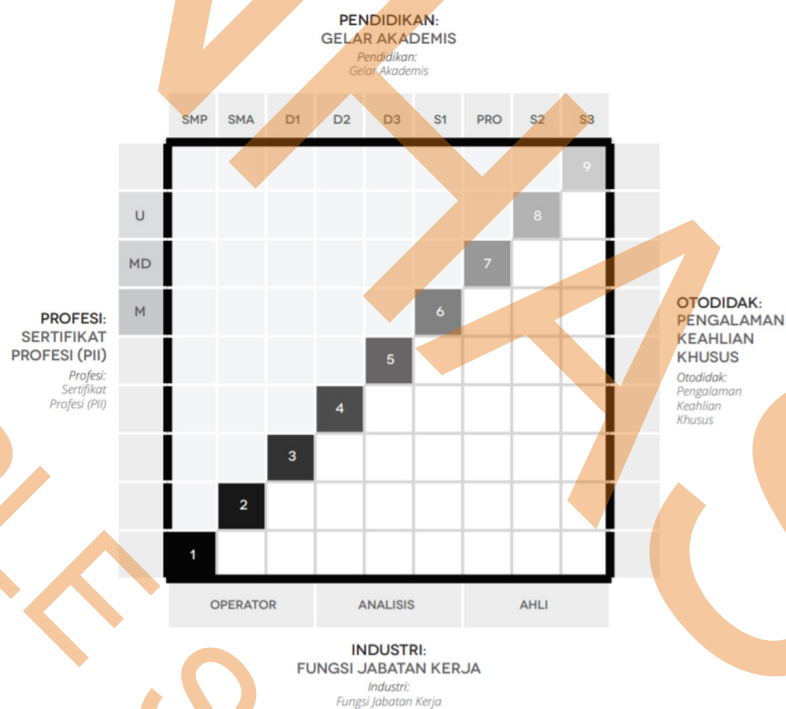 PENDIDIKAN:
GELAR AKADEMIS
Pendidikan:
Gelar Akademis
SMP SMA D1 D2 D3 S1 PRO S2 S3
9
U 8
MD 7
M 6
5
4
3
2
1
PROFESI:
SERTIFIKAT
PROFESI (PII)
Profesi:
Sertifikat
Profesi (PII)
OTODIDAK:
PENGALAMAN
KEAHLIAN
KHUSUS
Otodidak:
Pengalaman
Keahlian
Khusus
OPERATOR ANALISIS AHLI
INDUSTRI:
FUNGSI JABATAN KERJA
Industri:
Fungsi Jabatan Kerja